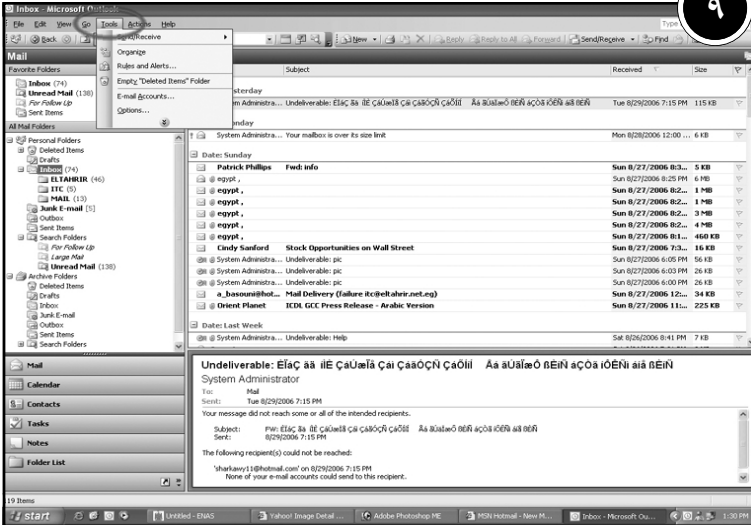 Inbox - Microsoft Outlook
٩
File Edit View Go Tools Actions Help
Back
New
Reply
Reply to All
Forward
Send/Receive
Find
Send/Receive
Organize
Rules and Alerts...
Empty "Deleted Items" Folder
E-mail Accounts...
Options...
Mail
Favorite Folders
Inbox (74)
Unread Mail (138)
For Follow Up
Sent Items
All Mail Folders
Personal Folders
Deleted Items
Drafts
Inbox (74)
ELTAHRIR (46)
ITC (5)
MAIL (13)
Junk E-mail [5]
Outbox
Sent Items
Search Folders
For Follow Up
Large Mail
Unread Mail (138)
Archive Folders
Deleted Items
Drafts
Inbox
Junk E-mail
Outbox
Sent Items
Search Folders
Mail
Calendar
Contacts
Tasks
Notes
Folder List
Subject Received Size
Tue 8/29/2006 7:15 PM 115 KB
System Administra... Your mailbox is over its size limit Mon 8/28/2006 12:00 ... 6 KB
Date: Sunday
Patrick Phillips Fwd: info Sun 8/27/2006 8:3... 5 KB
egypt , Sun 8/27/2006 8:25 PM 6 MB
egypt , Sun 8/27/2006 8:2... 1 MB
egypt , Sun 8/27/2006 8:2... 1 MB
egypt , Sun 8/27/2006 8:2... 3 MB
egypt , Sun 8/27/2006 8:2... 4 MB
egypt , Sun 8/27/2006 8:1... 460 KB
Cindy Sanford Stock Opportunities on Wall Street Sun 8/27/2006 7:3... 16 KB
System Administra... Undeliverable: pic Sun 8/27/2006 6:05 PM 56 KB
System Administra... Undeliverable: pic Sun 8/27/2006 6:03 PM 26 KB
System Administra... Undeliverable: pic Sun 8/27/2006 6:00 PM 26 KB
a_basouni@hot... Mail Delivery (failure itc@eltahrir.net.eg) Sun 8/27/2006 12:... 34 KB
Orient Planet ICDL GCC Press Release - Arabic Version Sun 8/27/2006 11:... 225 KB
Date: Last Week
System Administra... Undeliverable: Help Sat 8/26/2006 8:41 PM 7 KB
Undeliverable:
System Administrator
To: Mail
Sent: Tue 8/29/2006 7:15 PM
Your message did not reach some or all of the intended recipients.
Subject: FW:
Sent: 8/29/2006 7:15 PM
The following recipient(s) could not be reached:
'sharkawy11@hotmail.com' on 8/29/2006 7:15 PM
None of your e-mail accounts could send to this recipient.
19 Items
start
Untitled - ENAS
Yahoo! Image Detail ...
Adobe Photoshop ME
MSN Hotmail - New M...
Inbox - Microsoft Ou...
1:30 PM